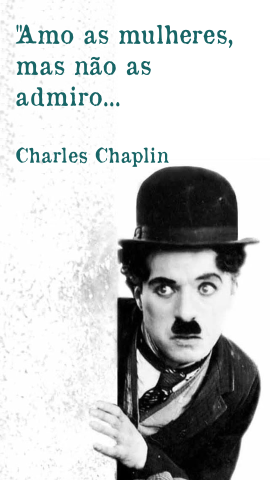 "Amo as mulheres,
mas não as
admiro...
Charles Chaplin